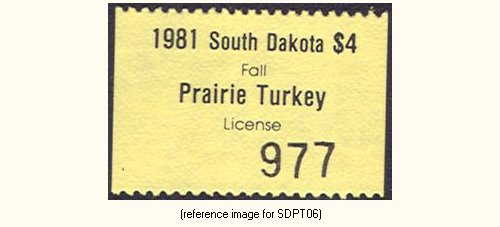 1981 South Dakota $4
Fall
Prairie Turkey
License
977
(reference image for SDPT06)